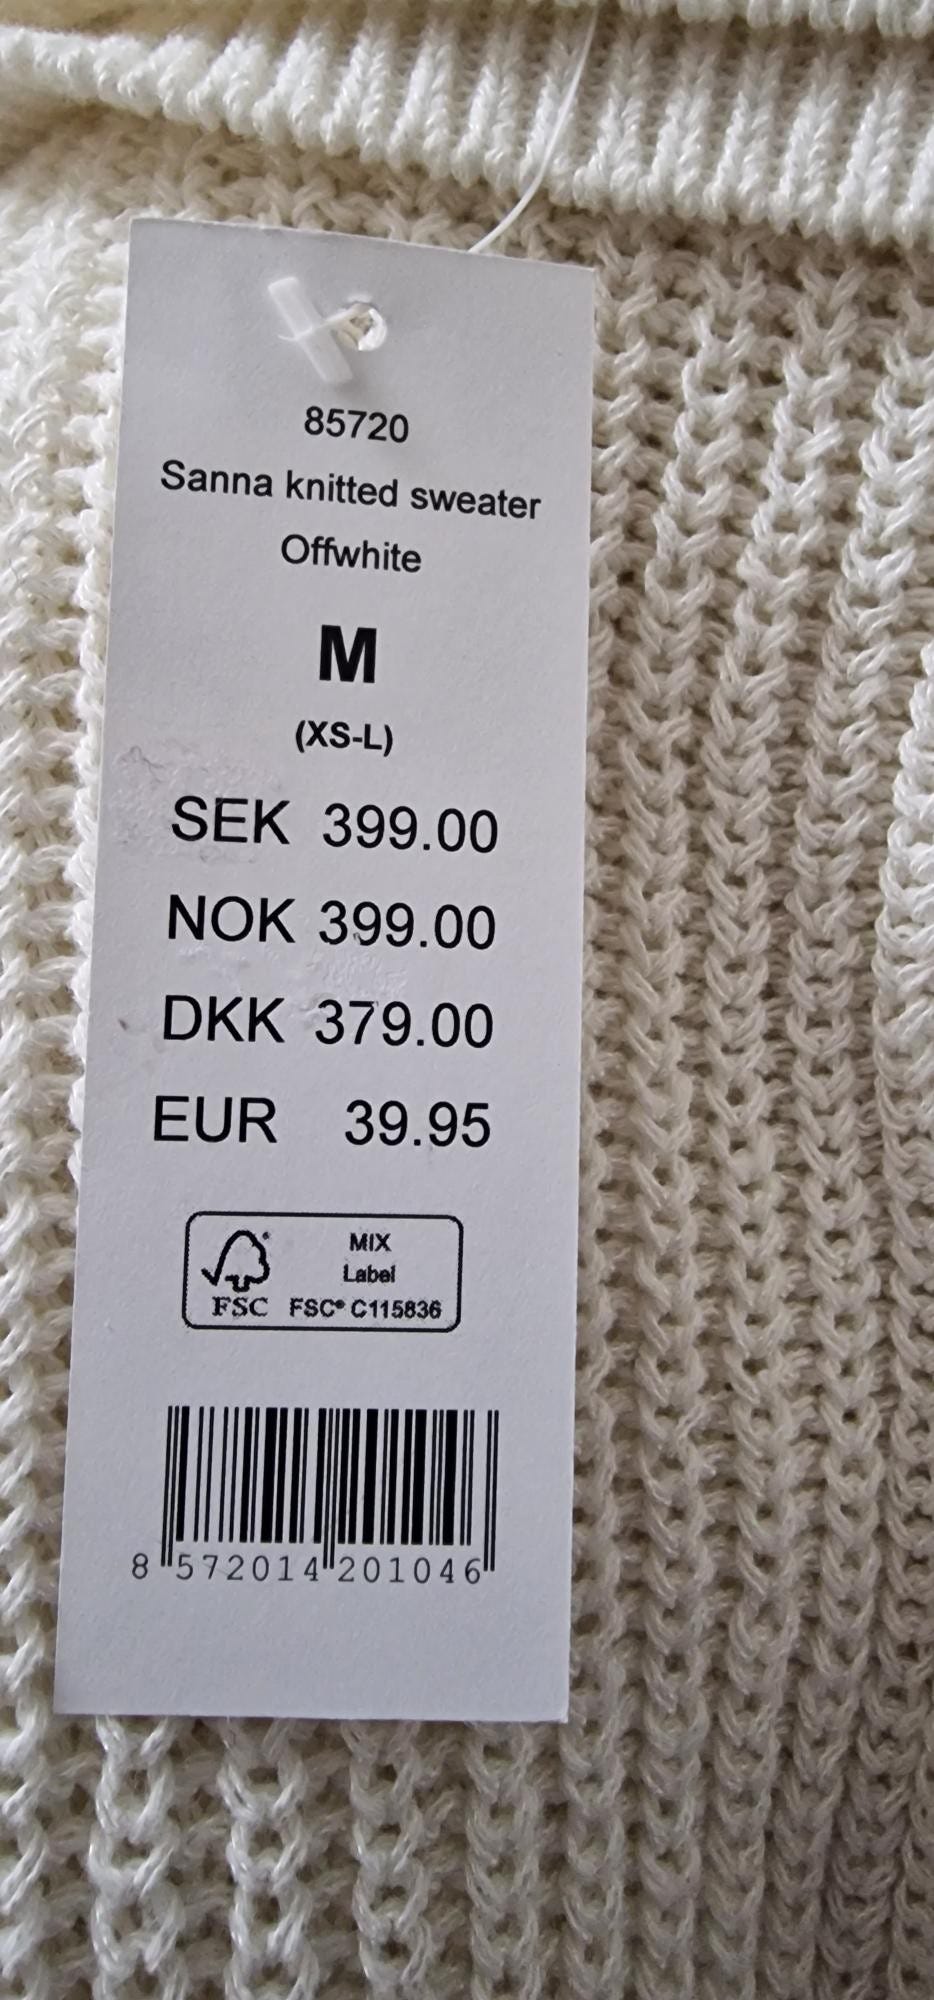 85720
Sanna knitted sweater
Offwhite
M
(XS-L)
SEK 399.00
NOK 399.00
DKK 379.00
EUR 39.95
MIX
Label
FSC FSC® C115836
8 572014 201046